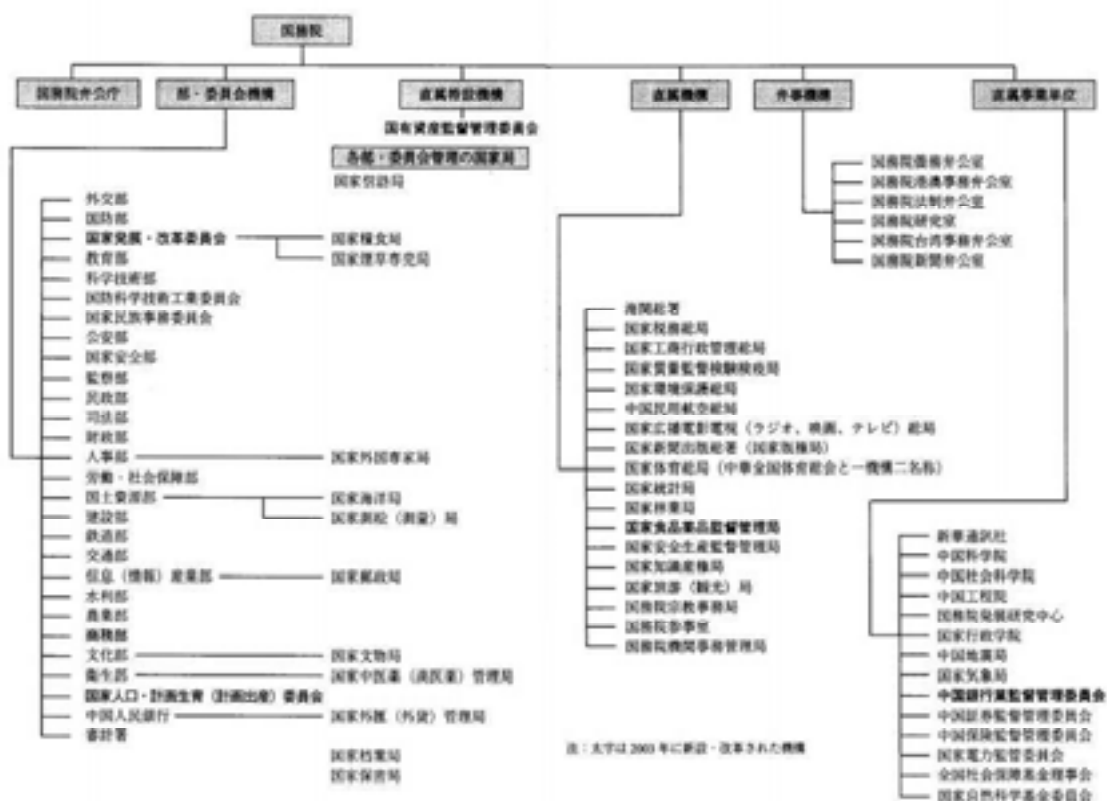 国務院
国務院弁公庁
部・委員会機構
直属特設機構
直属機構
弁事機構
直属事業単位
国有資産監督管理委員会
各部・委員会管理の国家局
国家信訪局
外交部
国防部
国家発展・改革委員会
国家糧食局
国家煙草専売局
教育部
科学技術部
国防科学技術工業委員会
国家民族事務委員会
公安部
国家安全部
監察部
民政部
司法部
財政部
人事部
国家外国専家局
労働・社会保障部
国土資源部
国家海洋局
国家測絵（測量）局
建設部
鉄道部
交通部
信息（情報）産業部
国家郵政局
水利部
農業部
商務部
文化部
国家文物局
衛生部
国家中医薬（漢医薬）管理局
国家人口・計画生育（計画出産）委員会
中国人民銀行
国家外匯（外貨）管理局
審計署
国家档案局
国家保密局
海関総署
国家税務総局
国家工商行政管理総局
国家質量監督検験検疫局
国家環境保護総局
中国民用航空総局
国家広播電影電視（ラジオ、映画、テレビ）総局
国家新聞出版総署（国家版権局）
国家体育総局（中華全国体育総会と一機構二名称）
国家統計局
国家林業局
国家食品薬品監督管理局
国家安全生産監督管理局
国家知識産権局
国家旅游（観光）局
国務院宗教事務局
国務院参事室
国務院機関事務管理局
国務院僑務弁公室
国務院港澳事務弁公室
国務院法制弁公室
国務院研究室
国務院台湾事務弁公室
国務院新聞弁公室
新華通訊社
中国科学院
中国社会科学院
中国工程院
国務院発展研究中心
国家行政学院
中国地震局
国家気象局
中国銀行業監督管理委員会
中国証券監督管理委員会
中国保険監督管理委員会
国家電力監管委員会
全国社会保障基金理事会
国家自然科学基金委員会
注：太字は2003年に新設・改革された機構